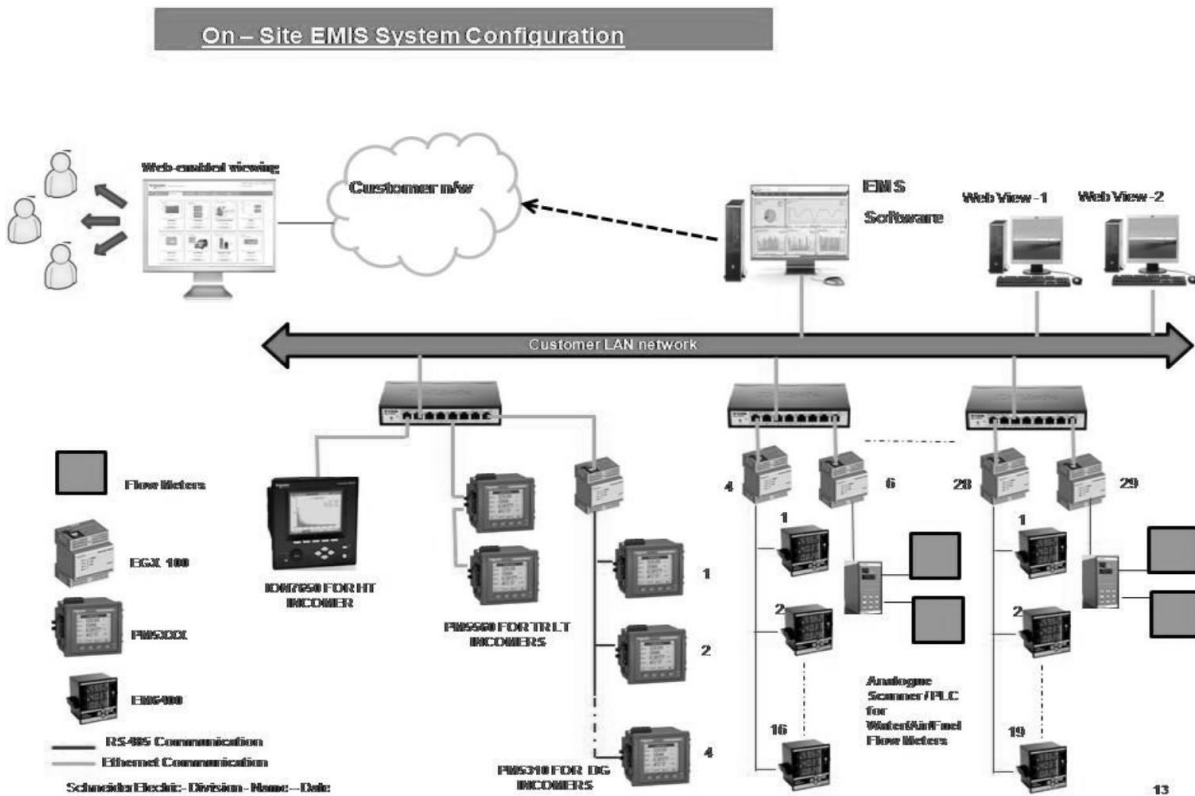 On – Site EMIS System Configuration
Web-enabled viewing
Customer n/w
EMS
Software
Web View -1
Web View -2
Customer LAN network
Flow Meters
EGX 100
PM5XXX
EM6400
RS-485 Communication
Ethernet Communication
Schneider Electric - Division - Name – Date
ION7650 FOR HT
INCOMER
PM5560 FOR TR LT
INCOMERS
1
2
4
PM5310 FOR DG
INCOMERS
4
6
1
2
16
Analogue
Scanner / PLC
for
Water/Air/Fuel
Flow Meters
28
29
1
2
19
13